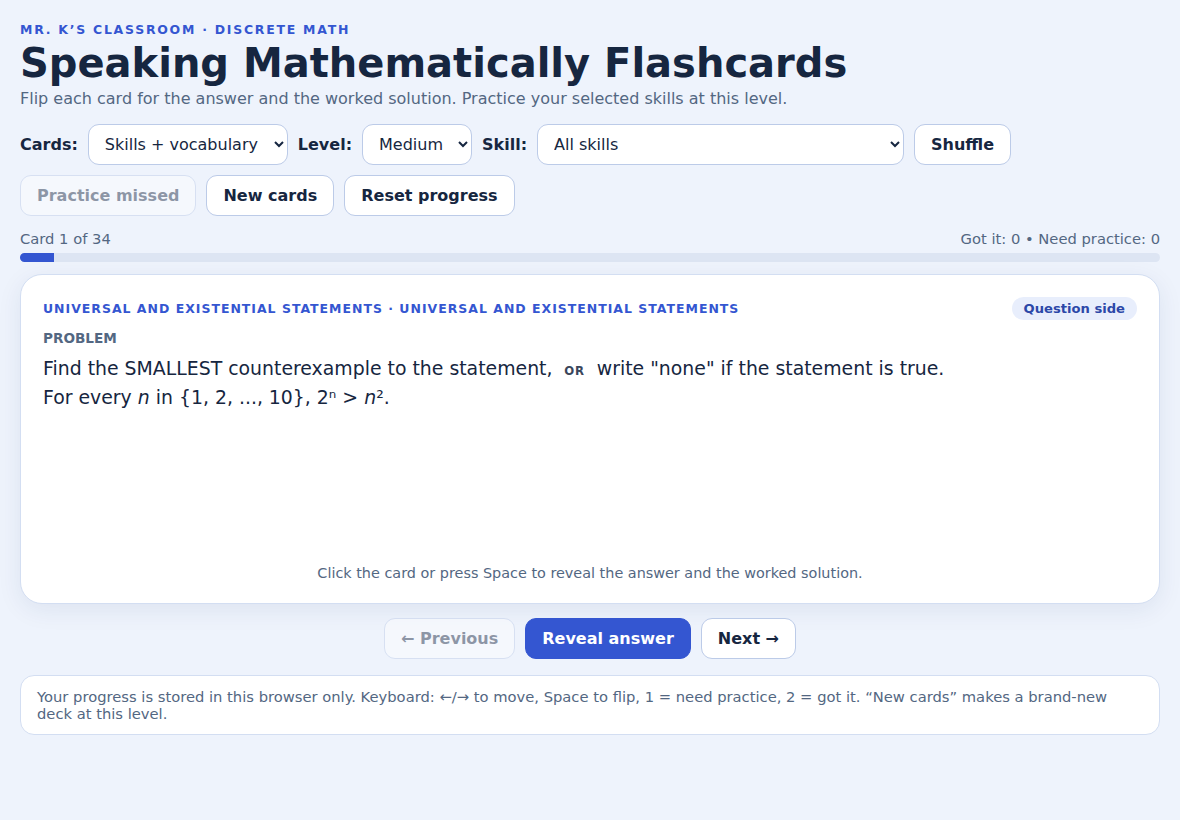 MR. K’S CLASSROOM · DISCRETE MATH
Speaking Mathematically Flashcards
Flip each card for the answer and the worked solution. Practice your selected skills at this level.
Cards: Skills + vocabulary Level: Medium Skill: All skills Shuffle
Practice missed New cards Reset progress
Card 1 of 34 Got it: 0 • Need practice: 0
UNIVERSAL AND EXISTENTIAL STATEMENTS · UNIVERSAL AND EXISTENTIAL STATEMENTS Question side
PROBLEM
Find the SMALLEST counterexample to the statement, OR write "none" if the statement is true.
For every n in {1, 2, ..., 10}, 2ⁿ > n².
Click the card or press Space to reveal the answer and the worked solution.
← Previous Reveal answer Next →
Your progress is stored in this browser only. Keyboard: ←/→ to move, Space to flip, 1 = need practice, 2 = got it. “New cards” makes a brand-new
deck at this level.